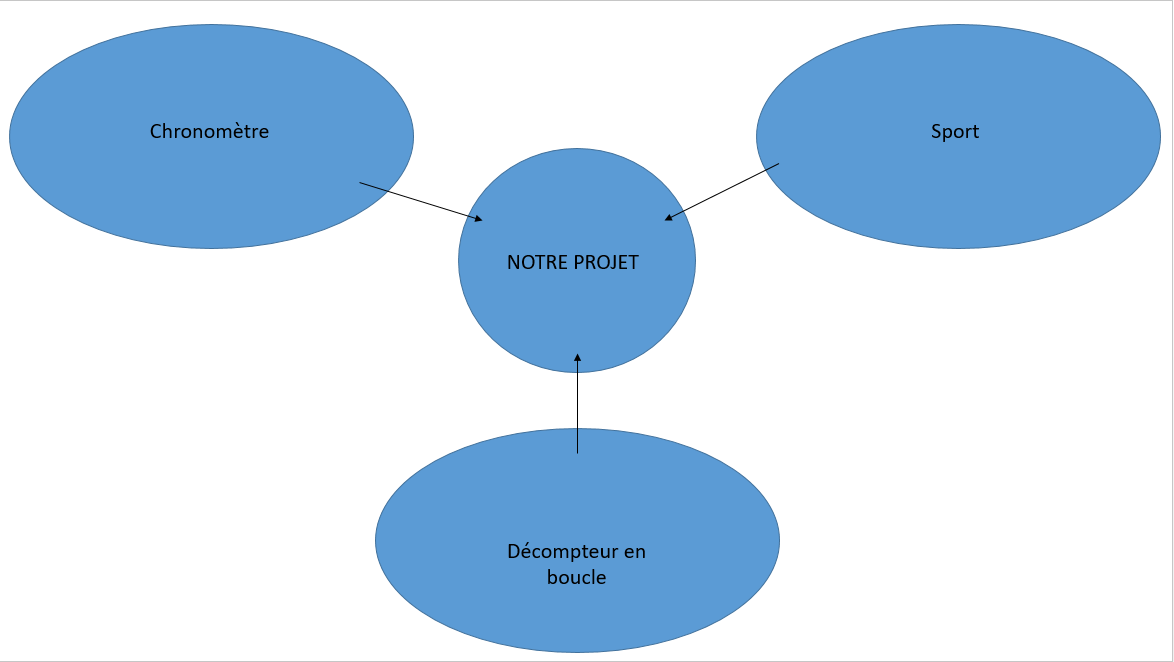 Chronomètre
Sport
NOTRE PROJET
Décompteur en
boucle